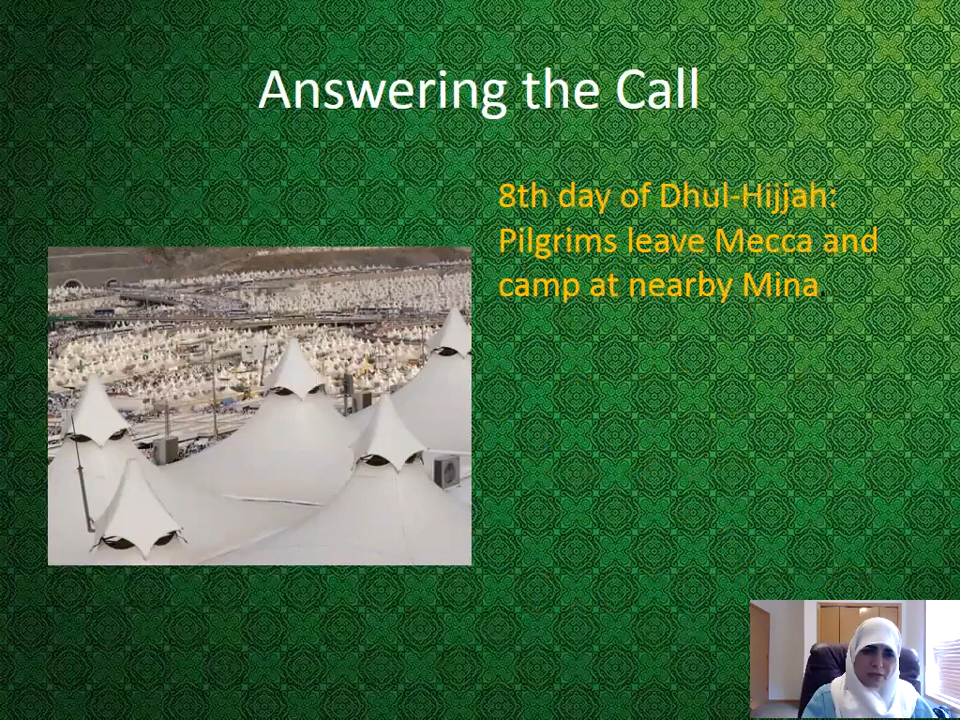 Answering the Call
8th day of Dhul-Hijjah:
Pilgrims leave Mecca and
camp at nearby Mina.